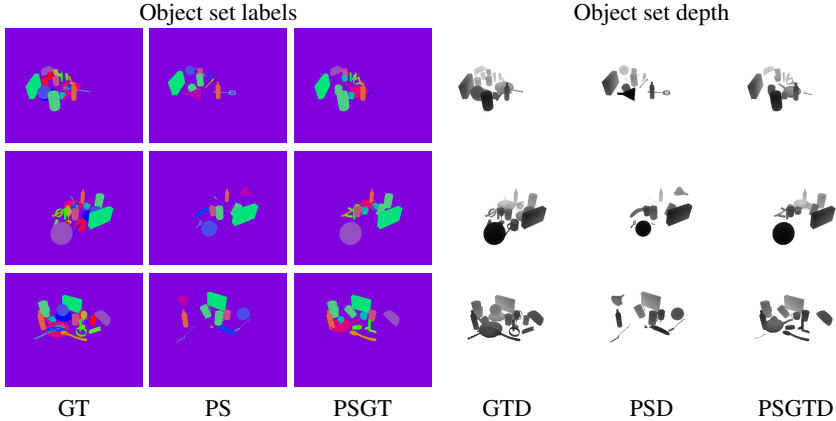 Object set labels
Object set depth
GT
PS
PSGT
GTD
PSD
PSGTD